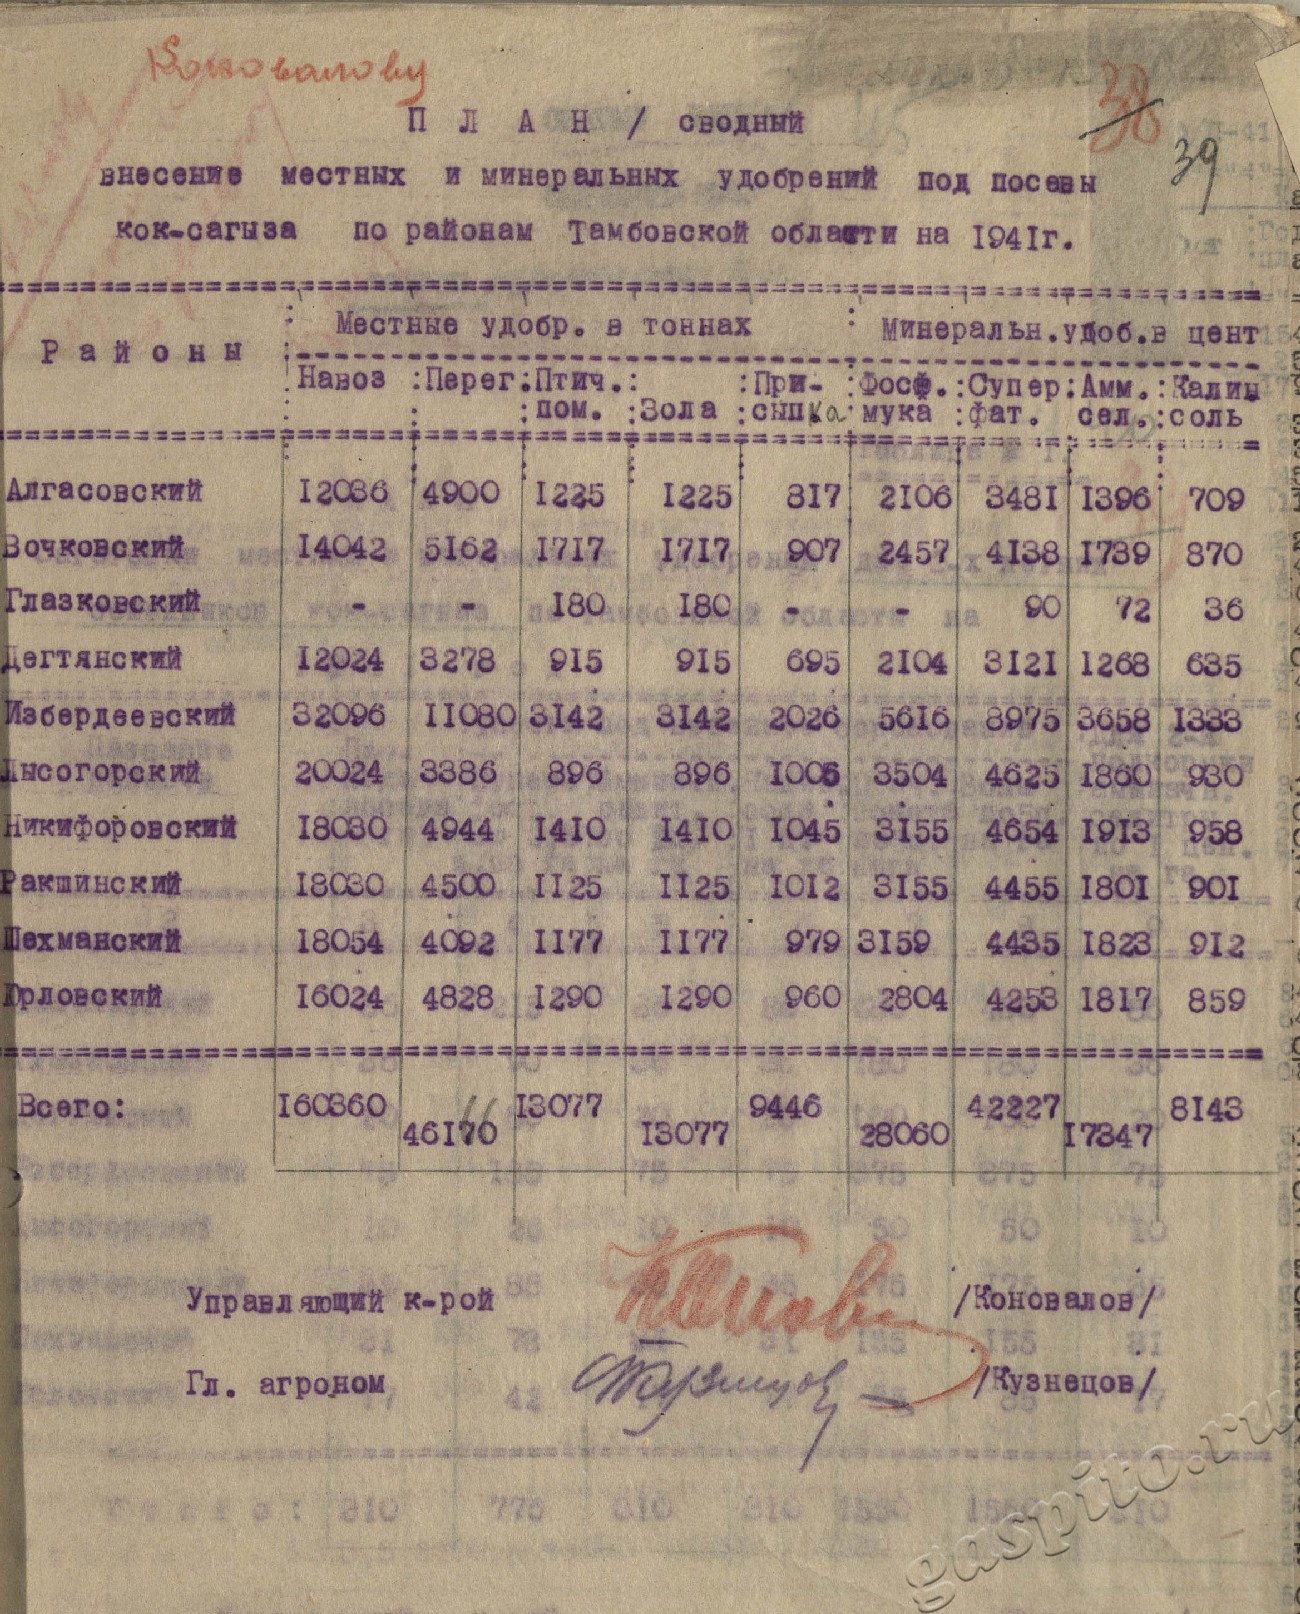 Коновалову
38
39
П Л А Н / сводный
внесение местных и минеральных удобрений под посевы
кок-сагыза по районам Тамбовской области на 1941г.
Районы : Местные удобр. в тоннах : Минеральн.удоб.в цент
Навоз :Перег.:Птич.: :При- :Фосф.:Супер:Амм.:Калин
:пом. :Зола :сыпка мука :фат. сел.:соль
Алгасовский 12036 4900 1225 1225 817 2106 3481 1396 709
Бочковский 14042 5162 1717 1717 907 2457 4138 1739 870
Глазковский - - 180 180 - - 90 72 36
Дегтянский 12024 3278 915 915 695 2104 3121 1268 635
Избердеевский 32096 11080 3142 3142 2026 5616 8975 3658 1333
Лысогорский 20024 3386 896 896 1005 3504 4625 1860 930
Никифоровский 18030 4944 1410 1410 1045 3155 4654 1913 958
Ракшинский 18030 4500 1125 1125 1012 3155 4455 1801 901
Шехманский 18054 4092 1177 1177 979 3159 4435 1823 912
Юрловский 16024 4828 1290 1290 960 2804 4253 1817 859
Всего: 160360 46170 13077 13077 9446 28060 42227 17347 8143
66
Управляющий к-рой /Коновалов/
Гл. агроном Кузнецов /Кузнецов/
gaspito.ru